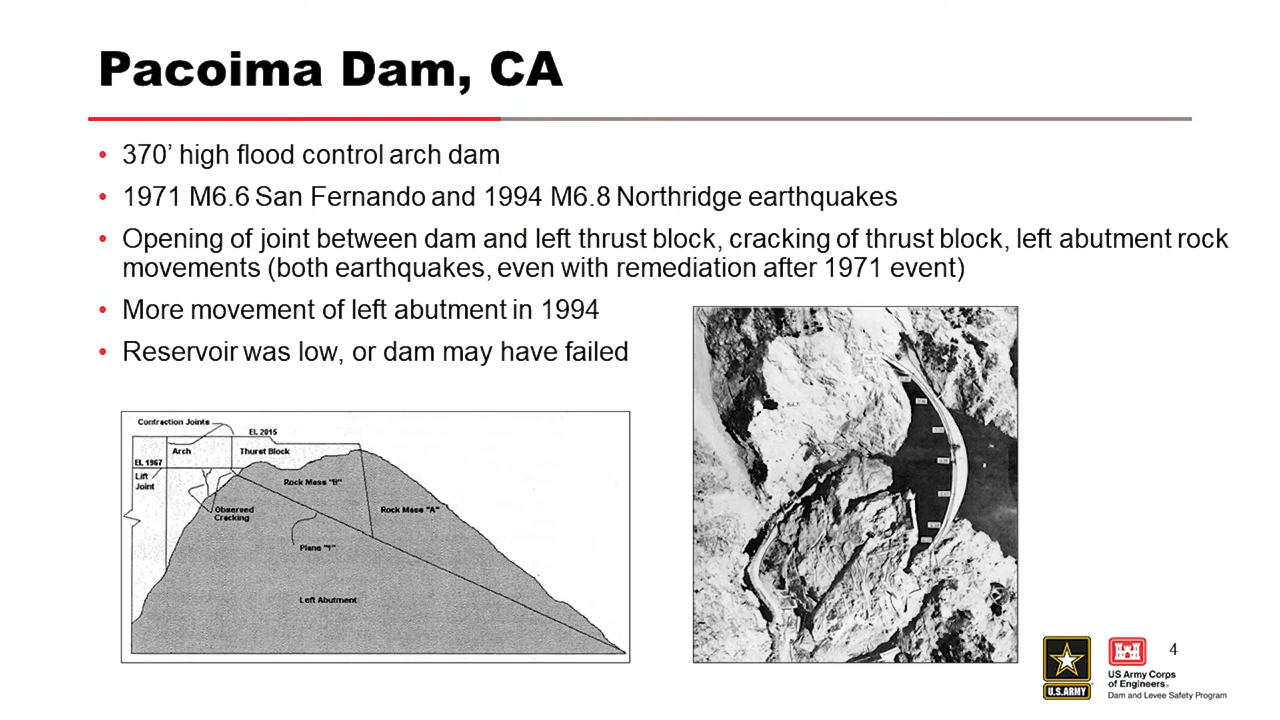 Pacoima Dam, CA
• 370’ high flood control arch dam
• 1971 M6.6 San Fernando and 1994 M6.8 Northridge earthquakes
• Opening of joint between dam and left thrust block, cracking of thrust block, left abutment rock
movements (both earthquakes, even with remediation after 1971 event)
• More movement of left abutment in 1994
• Reservoir was low, or dam may have failed
Contraction Joints
EL 2015
Arch
Thurst Block
EL 1967
Lift
Joint
Rock Mass "B"
Observed
Cracking
Rock Mass "A"
Plane "1"
Left Abutment
4
U.S.ARMY
US Army Corps
of Engineers®
Dam and Levee Safety Program